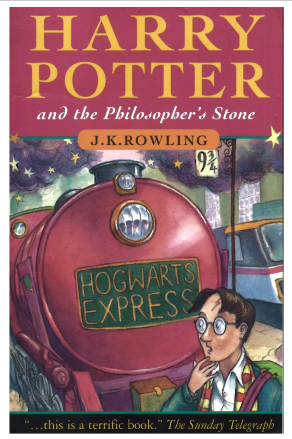 HARRY
POTTER
and the Philosopher's Stone
J.K.ROWLING
9¾
HOGWARTS
EXPRESS
"…this is a terrific book." The Sunday Telegraph